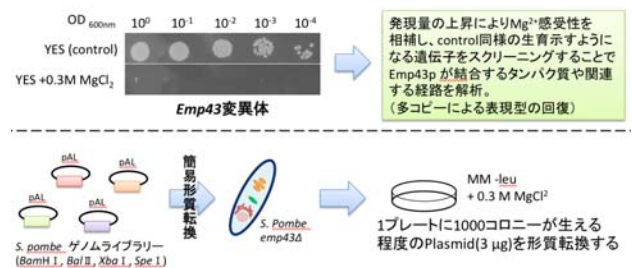 OD 600nm 10⁰ 10⁻¹ 10⁻² 10⁻³ 10⁻⁴
YES (control)
YES +0.3M MgCl₂
Emp43変異体
発現量の上昇によりMg²⁺感受性を
相補し、control同様の生育示すように
なる遺伝子をスクリーニングすることで
Emp43pが結合するタンパク質や関連
する経路を解析。
(多コピーによる表現型の回復)
pAL
pAL
pAL
pAL
S. pombe ゲノムライブラリー
(BamHⅠ, BalⅡ, XbaⅠ, SpeⅠ)
簡易形質転換
S. Pombe
emp43Δ
MM -leu
+ 0.3 M MgCl²
1プレートに1000コロニーが生える
程度のPlasmid(3 μg)を形質転換する